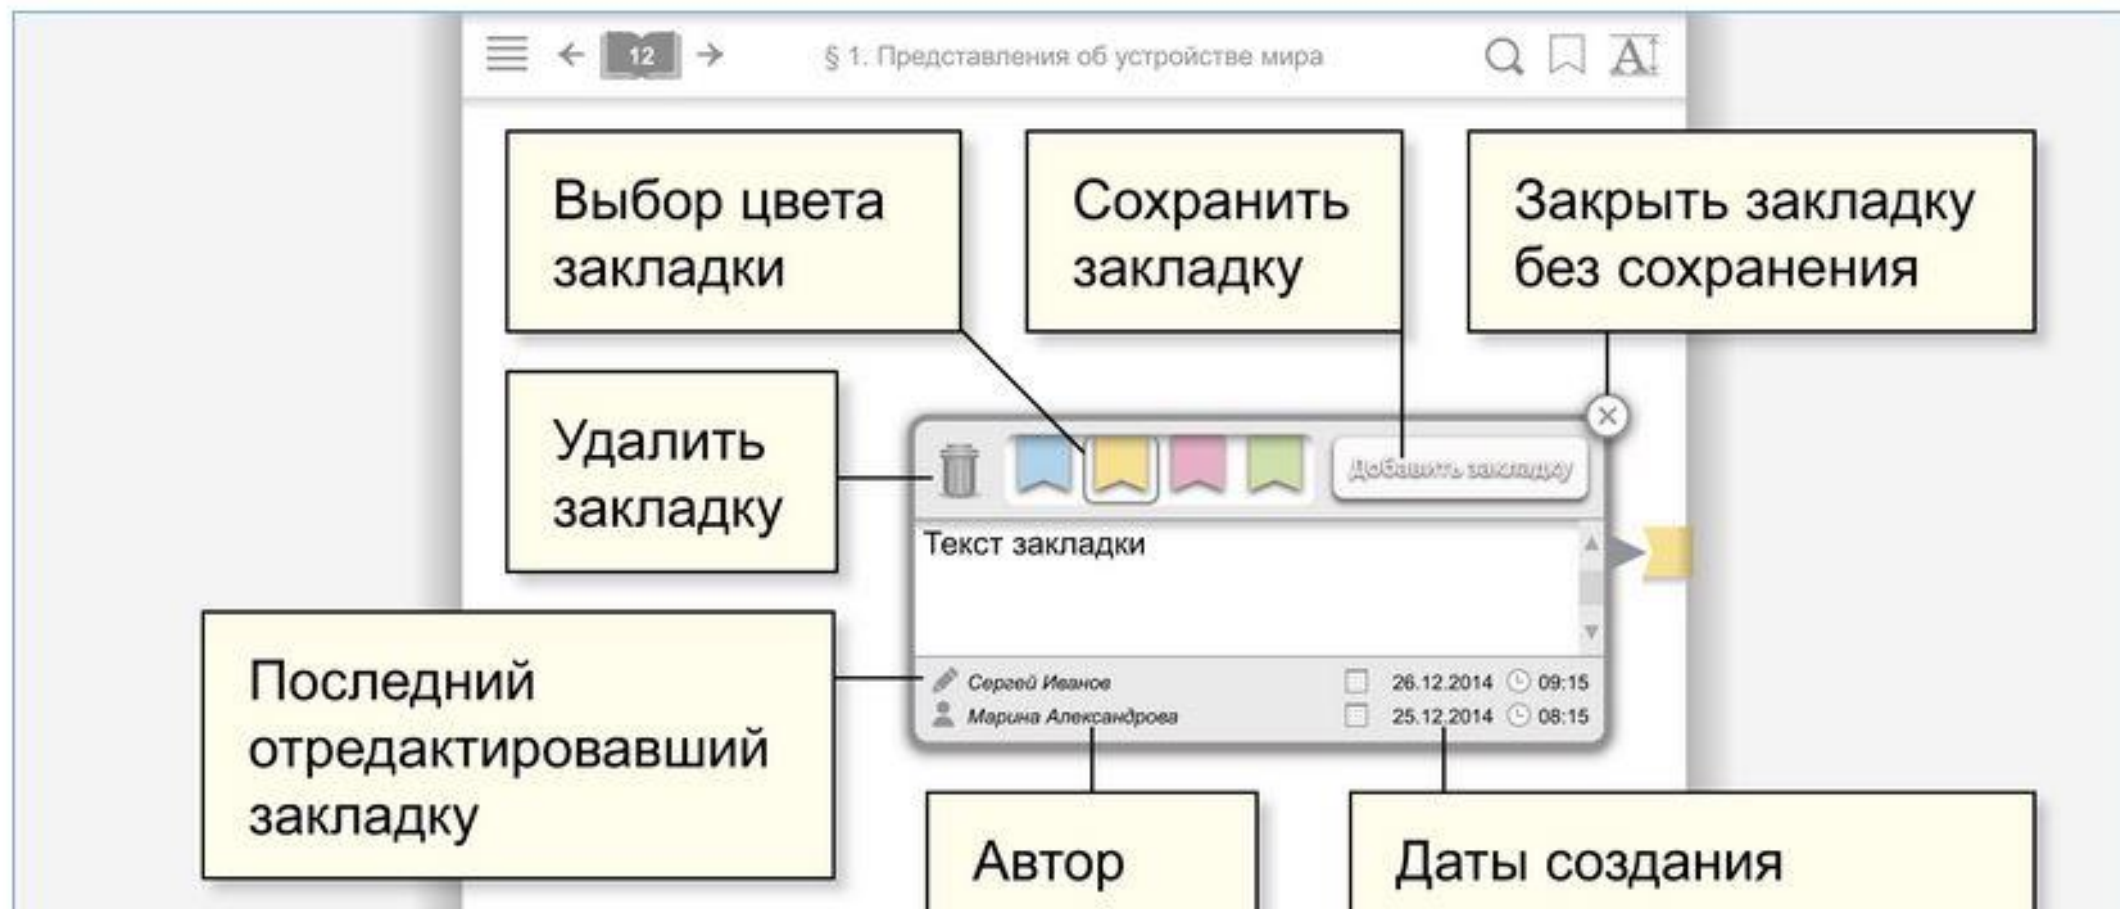 12
§ 1. Представления об устройстве мира
Выбор цвета
закладки
Сохранить
закладку
Закрыть закладку
без сохранения
Удалить
закладку
Добавить закладку
Текст закладки
Последний
отредактировавший
закладку
Сергей Иванов 26.12.2014 09:15
Марина Александрова 25.12.2014 08:15
Автор
Даты создания